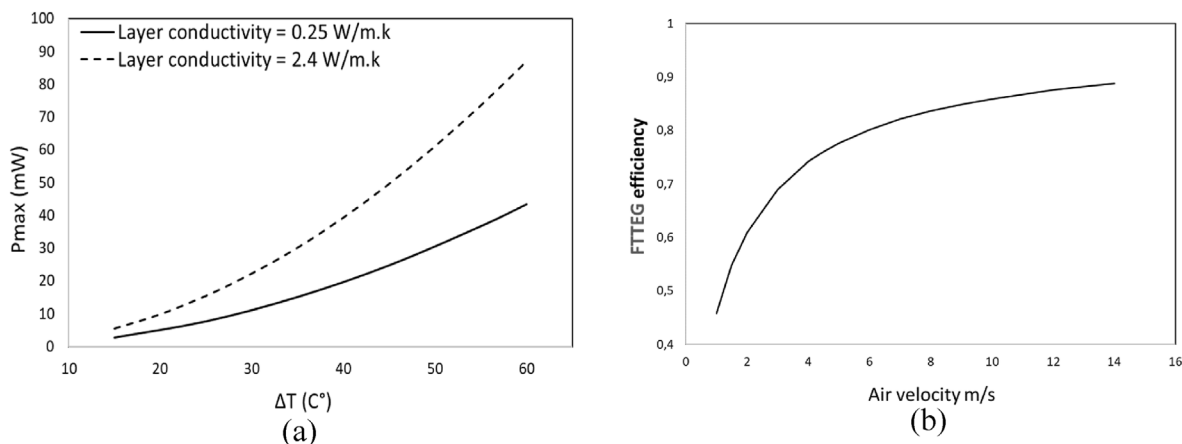 100
90
80
70
60
50
40
30
20
10
0
Pmax (mW)
Layer conductivity = 0.25 W/m.k
Layer conductivity = 2.4 W/m.k
10 20 30 40 50 60
ΔT (C°)
(a)
1
0,9
0,8
0,7
0,6
0,5
0,4
FTTEG efficiency
0 2 4 6 8 10 12 14 16
Air velocity m/s
(b)